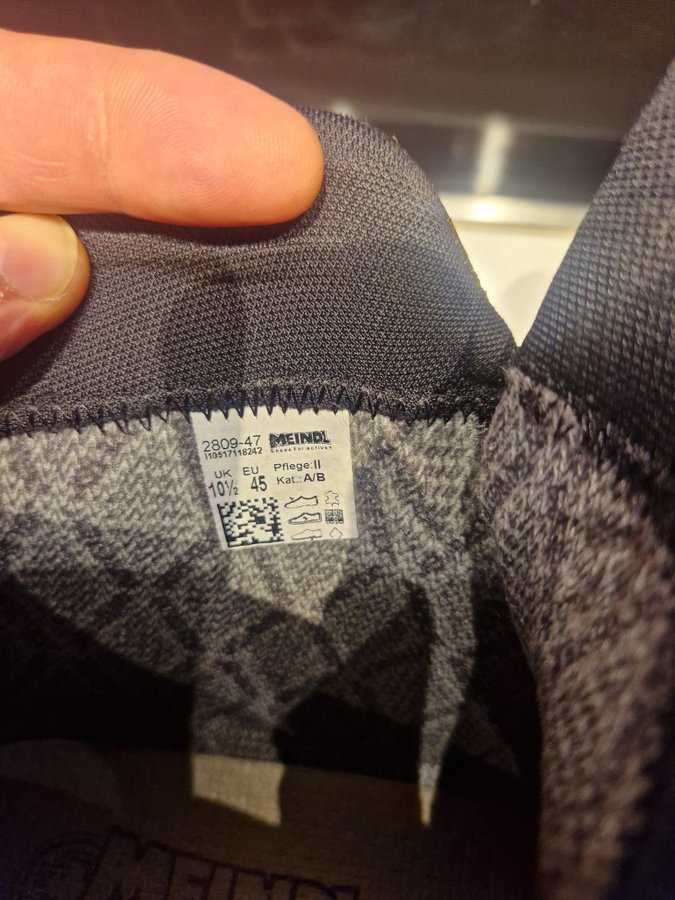 2809-47 MEINDL
110517118242 Shoes For Actives
UK EU Pflege:II
10½ 45 Kat.: A/B
MEINDL